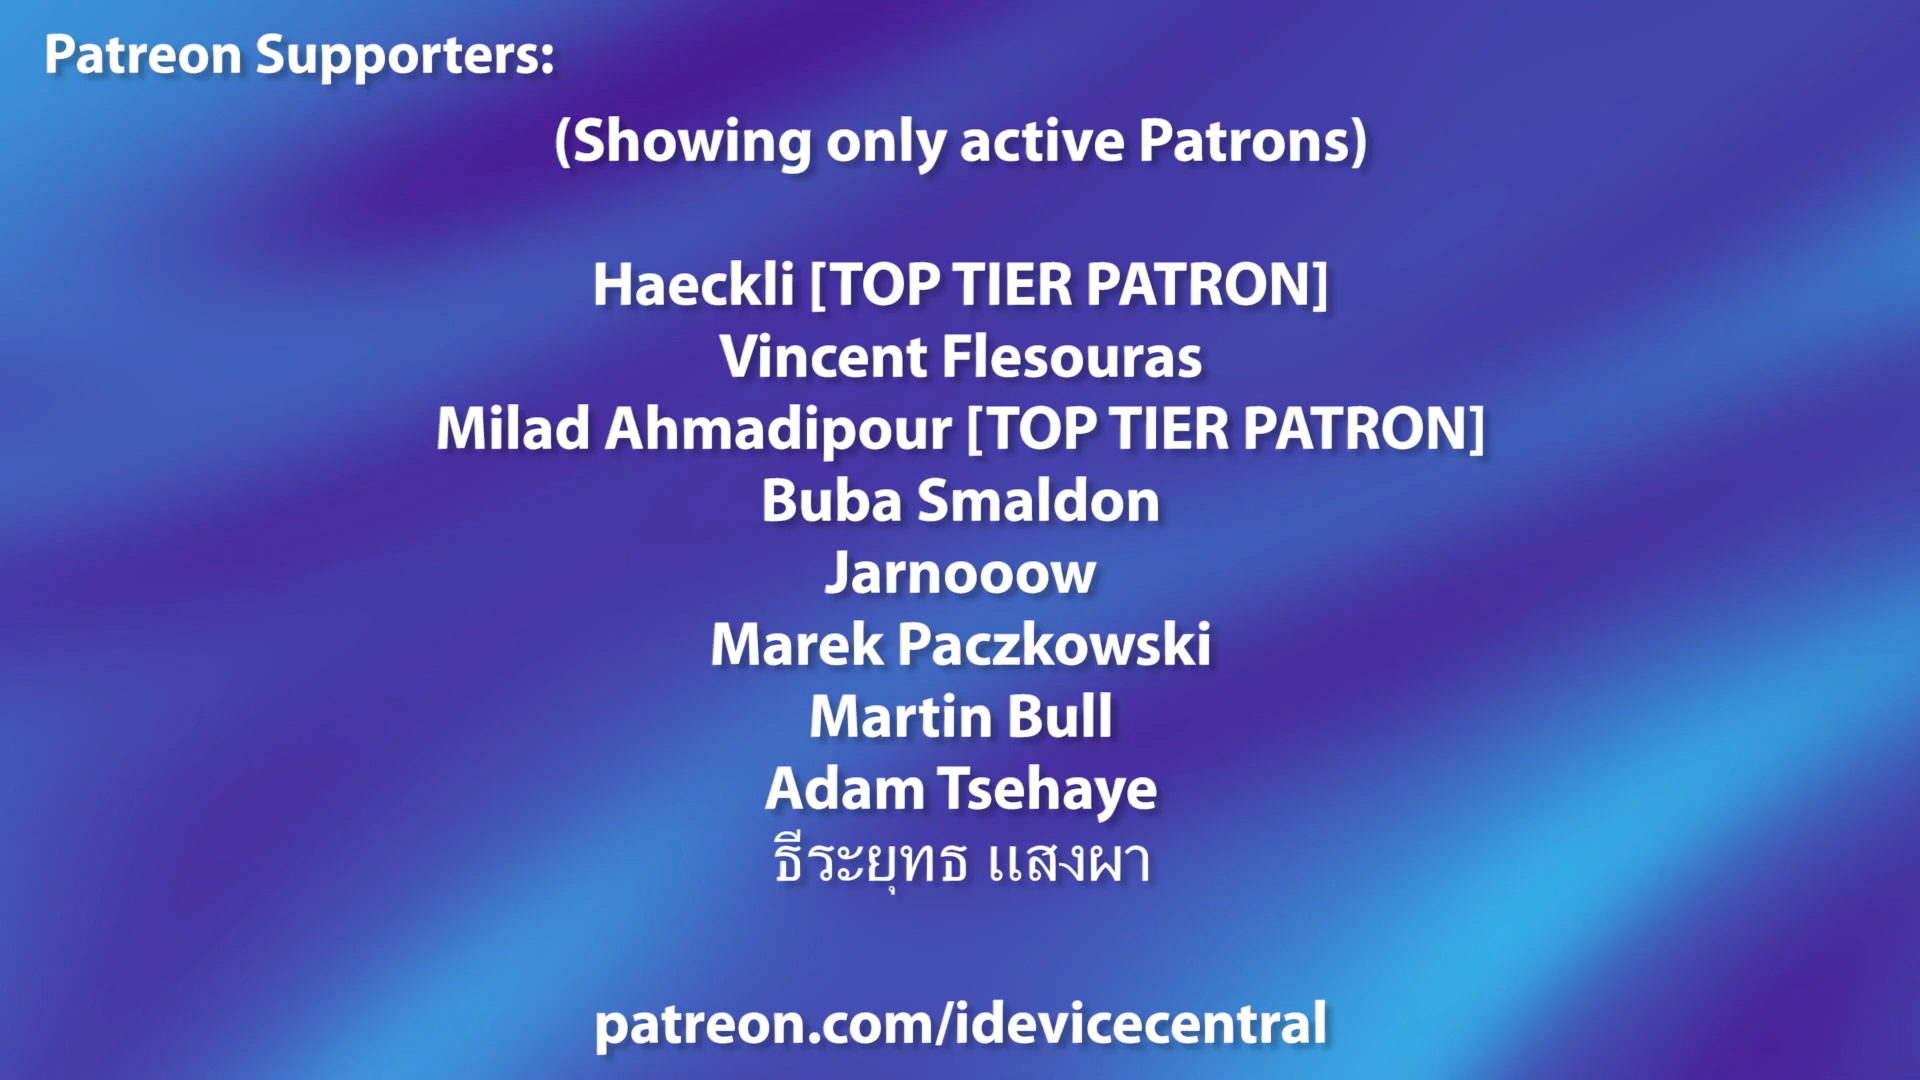 Patreon Supporters:
(Showing only active Patrons)
Haeckli [TOP TIER PATRON]
Vincent Flesouras
Milad Ahmadipour [TOP TIER PATRON]
Buba Smaldon
Jarnooow
Marek Paczkowski
Martin Bull
Adam Tsehaye
ธีระยุทธ แสงผา
patreon.com/idevicecentral